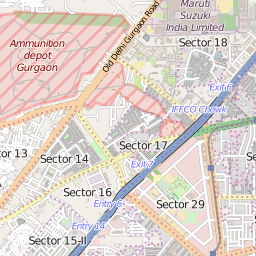 Maruti
Suzuki
India Limited
Sector 18
Ammunition
depot
Gurgaon
Old Delhi Gurgaon Road
Exit 6
IFFCO Chowk
Sector 17
Sector 13
Sector 14
Exit 7
Sector 16
Entry 6
Sector 29
Entry 14
Sector 15-II